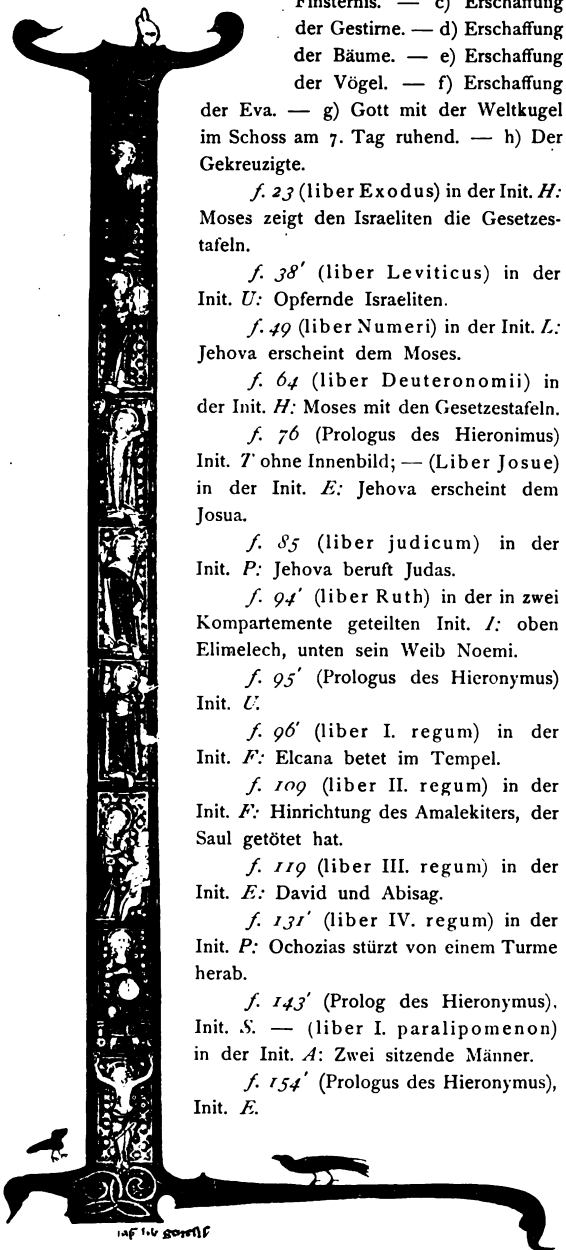 Finsternis. — c) Erschaffung
der Gestirne. — d) Erschaffung
der Bäume. — e) Erschaffung
der Vögel. — f) Erschaffung
der Eva. — g) Gott mit der Weltkugel
im Schoss am 7. Tag ruhend. — h) Der
Gekreuzigte.
f. 23 (liber Exodus) in der Init. H:
Moses zeigt den Israeliten die Gesetzes-
tafeln.
f. 38' (liber Leviticus) in der
Init. U: Opfernde Israeliten.
f. 49 (liber Numeri) in der Init. L:
Jehova erscheint dem Moses.
f. 64 (liber Deuteronomii) in
der Init. H: Moses mit den Gesetzestafeln.
f. 76 (Prologus des Hieronimus)
Init. T ohne Innenbild; — (Liber Josue)
in der Init. E: Jehova erscheint dem
Josua.
f. 85 (liber judicum) in der
Init. P: Jehova beruft Judas.
f. 94' (liber Ruth) in der in zwei
Kompartemente geteilten Init. I: oben
Elimelech, unten sein Weib Noemi.
f. 95' (Prologus des Hieronymus)
Init. U.
f. 96' (liber I. regum) in der
Init. F: Elcana betet im Tempel.
f. 109 (liber II. regum) in der
Init. F: Hinrichtung des Amalekiters, der
Saul getötet hat.
f. 119 (liber III. regum) in der
Init. E: David und Abisag.
f. 131' (liber IV. regum) in der
Init. P: Ochozias stürzt von einem Turme
herab.
f. 143' (Prolog des Hieronymus).
Init. S. — (liber I. paralipomenon)
in der Init. A: Zwei sitzende Männer.
f. 154' (Prologus des Hieronymus),
Init. E.